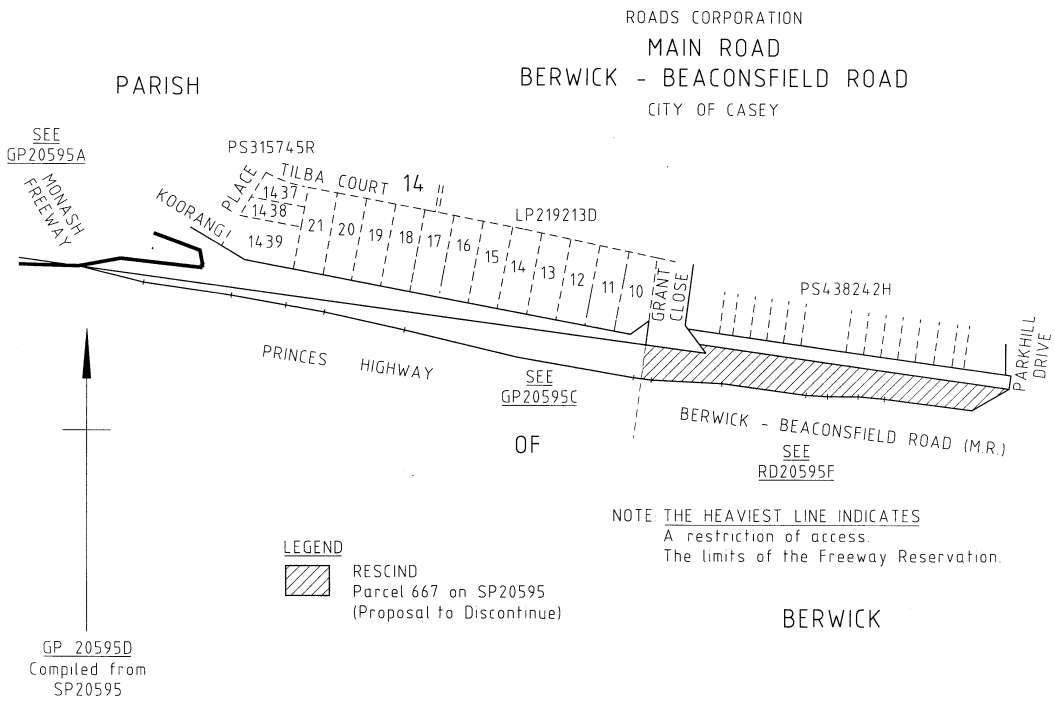 ROADS CORPORATION
MAIN ROAD
BERWICK - BEACONSFIELD ROAD
CITY OF CASEY
PARISH
SEE
GP20595A
MONASH
FREEWAY
PS315745R
KOORANGI
PLACE
TILBA COURT
14
LP219213D
1437
1438
1439
21
20
19
18
17
16
15
14
13
12
11
10
GRANT
CLOSE
PS438242H
PARKHILL
DRIVE
PRINCES HIGHWAY
SEE
GP20595C
BERWICK - BEACONSFIELD ROAD (M.R.)
OF
SEE
RD20595F
NOTE: THE HEAVIEST LINE INDICATES
A restriction of access.
The limits of the Freeway Reservation.
LEGEND
RESCIND
Parcel 667 on SP20595
(Proposal to Discontinue)
BERWICK
GP 20595D
Compiled from
SP20595